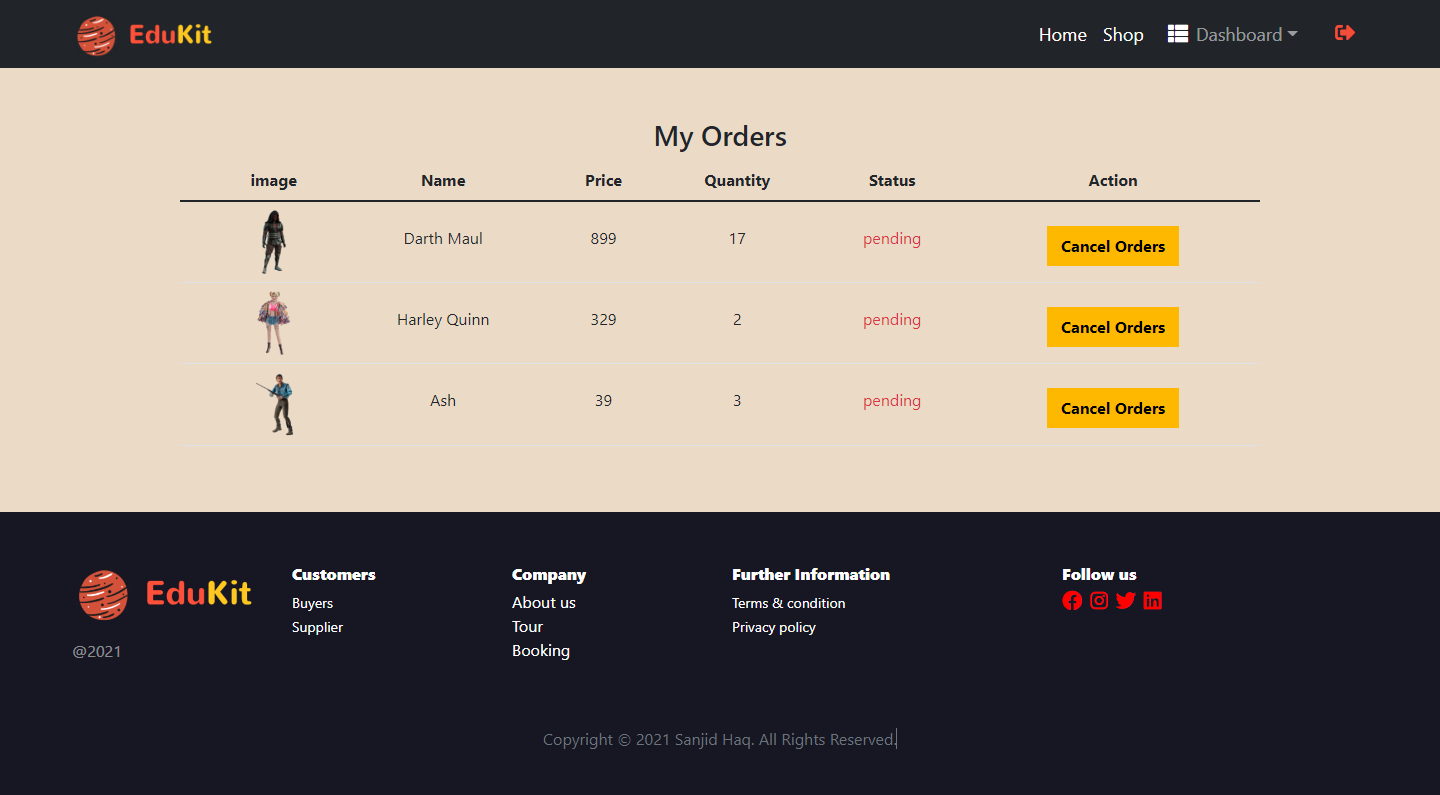 EduKit
Home Shop Dashboard
My Orders
image Name Price Quantity Status Action
Darth Maul 899 17 pending Cancel Orders
Harley Quinn 329 2 pending Cancel Orders
Ash 39 3 pending Cancel Orders
EduKit
@2021
Customers
Buyers
Supplier
Company
About us
Tour
Booking
Further Information
Terms & condition
Privacy policy
Follow us
Copyright © 2021 Sanjid Haq. All Rights Reserved.